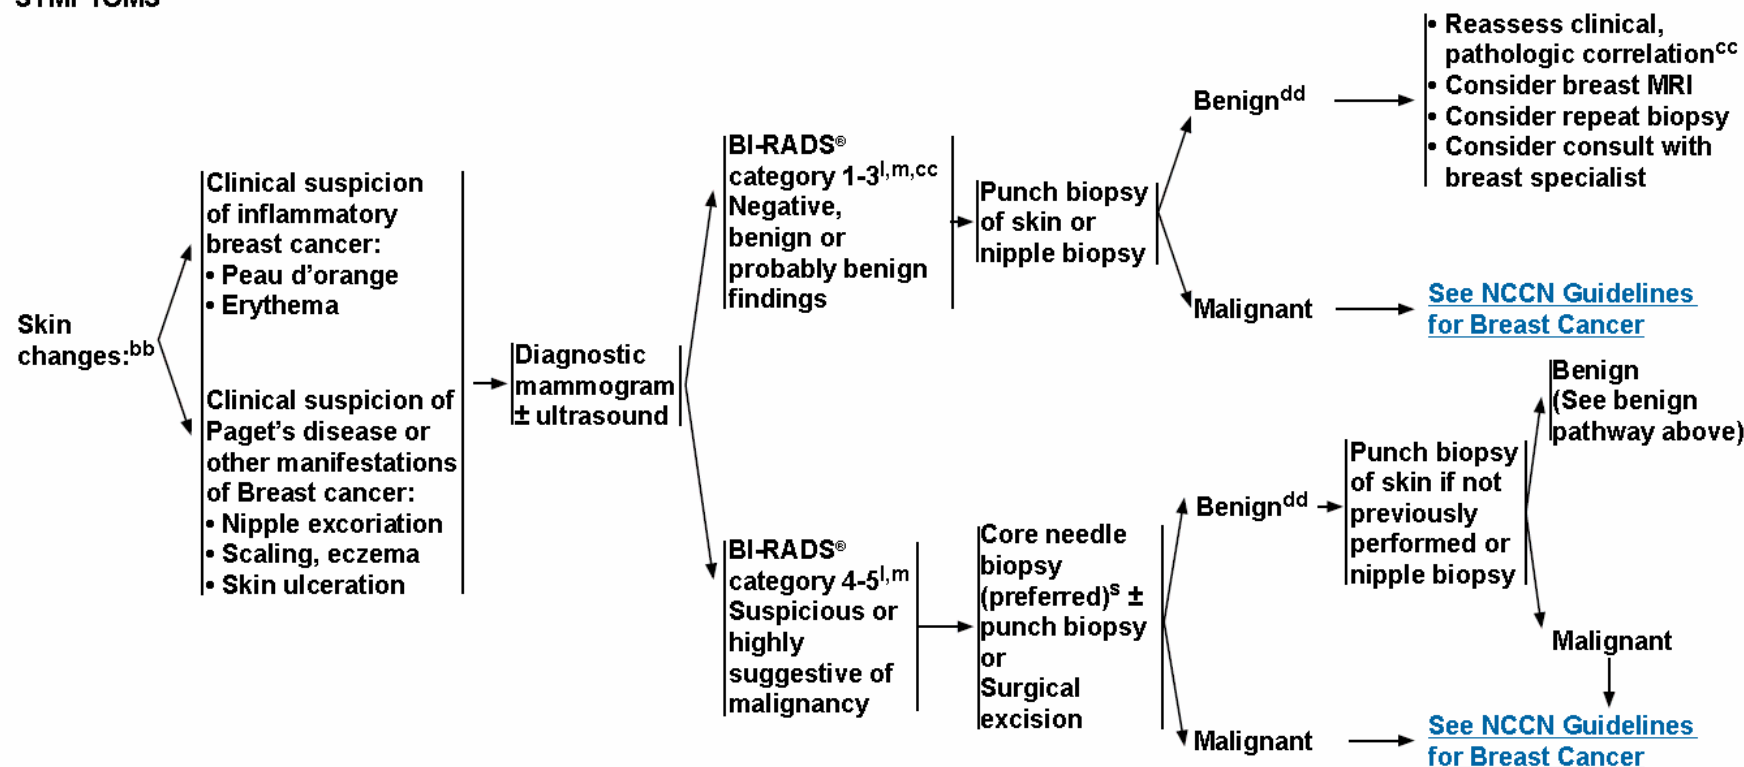 SYMPTOMS
Skin
changes:bb
Clinical suspicion
of inflammatory
breast cancer:
• Peau d’orange
• Erythema
Clinical suspicion of
Paget’s disease or
other manifestations
of Breast cancer:
• Nipple excoriation
• Scaling, eczema
• Skin ulceration
Diagnostic
mammogram
± ultrasound
BI-RADS®
category 1-3l,m,cc
Negative,
benign or
probably benign
findings
Punch biopsy
of skin or
nipple biopsy
Benigndd
• Reassess clinical,
pathologic correlationcc
• Consider breast MRI
• Consider repeat biopsy
• Consider consult with
breast specialist
Malignant
See NCCN Guidelines
for Breast Cancer
BI-RADS®
category 4-5l,m
Suspicious or
highly
suggestive of
malignancy
Core needle
biopsy
(preferred)s ±
punch biopsy
or
Surgical
excision
Benigndd
Punch biopsy
of skin if not
previously
performed or
nipple biopsy
Benign
(See benign
pathway above)
Malignant
Malignant
See NCCN Guidelines
for Breast Cancer